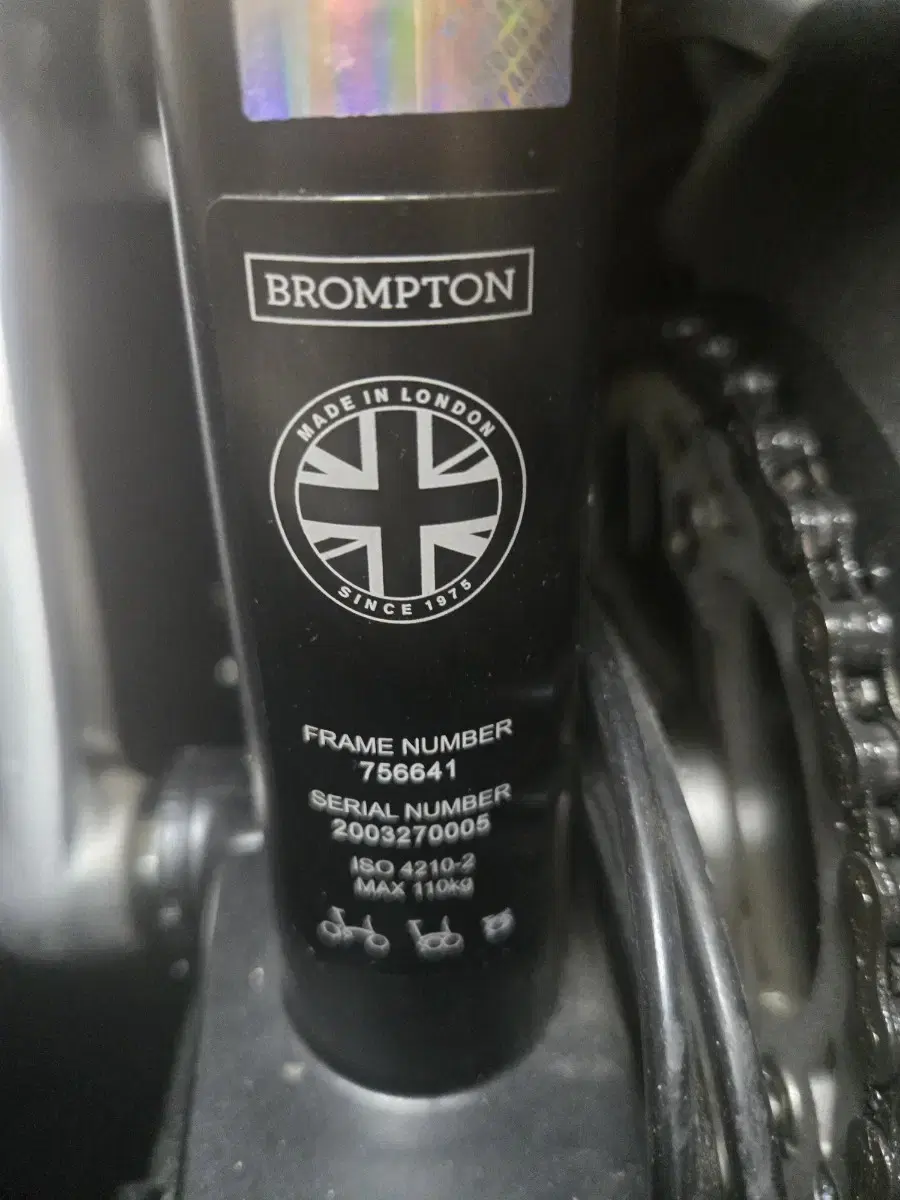 BROMPTON
MADE IN LONDON
SINCE 1975
FRAME NUMBER
756641
SERIAL NUMBER
2003270005
ISO 4210-2
MAX 110kg